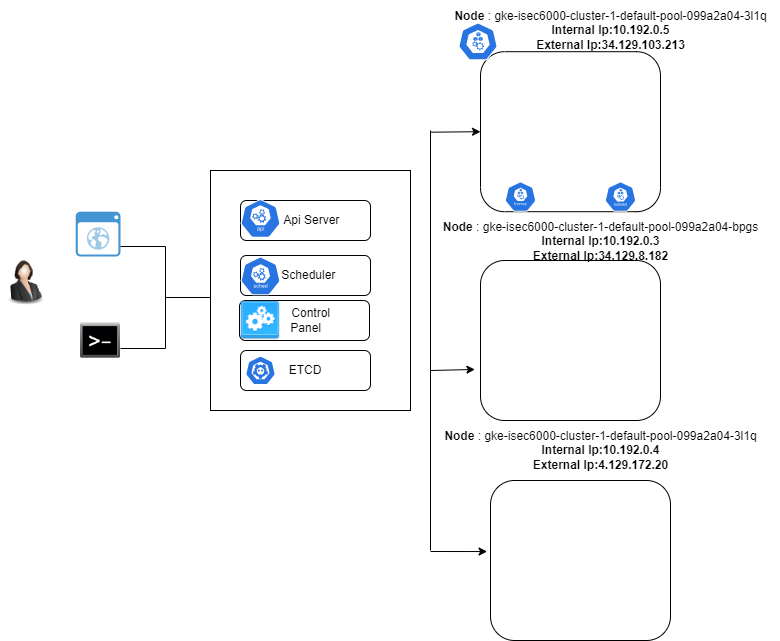 Node : gke-isec6000-cluster-1-default-pool-099a2a04-3l1q
Internal Ip:10.192.0.5
External Ip:34.129.103.213
Api Server
api
Scheduler
sched
Control
Panel
ETCD
>-
kubelet
Node : gke-isec6000-cluster-1-default-pool-099a2a04-bpgs
Internal Ip:10.192.0.3
External Ip:34.129.8.182
Node : gke-isec6000-cluster-1-default-pool-099a2a04-3l1q
Internal Ip:10.192.0.4
External Ip:4.129.172.20